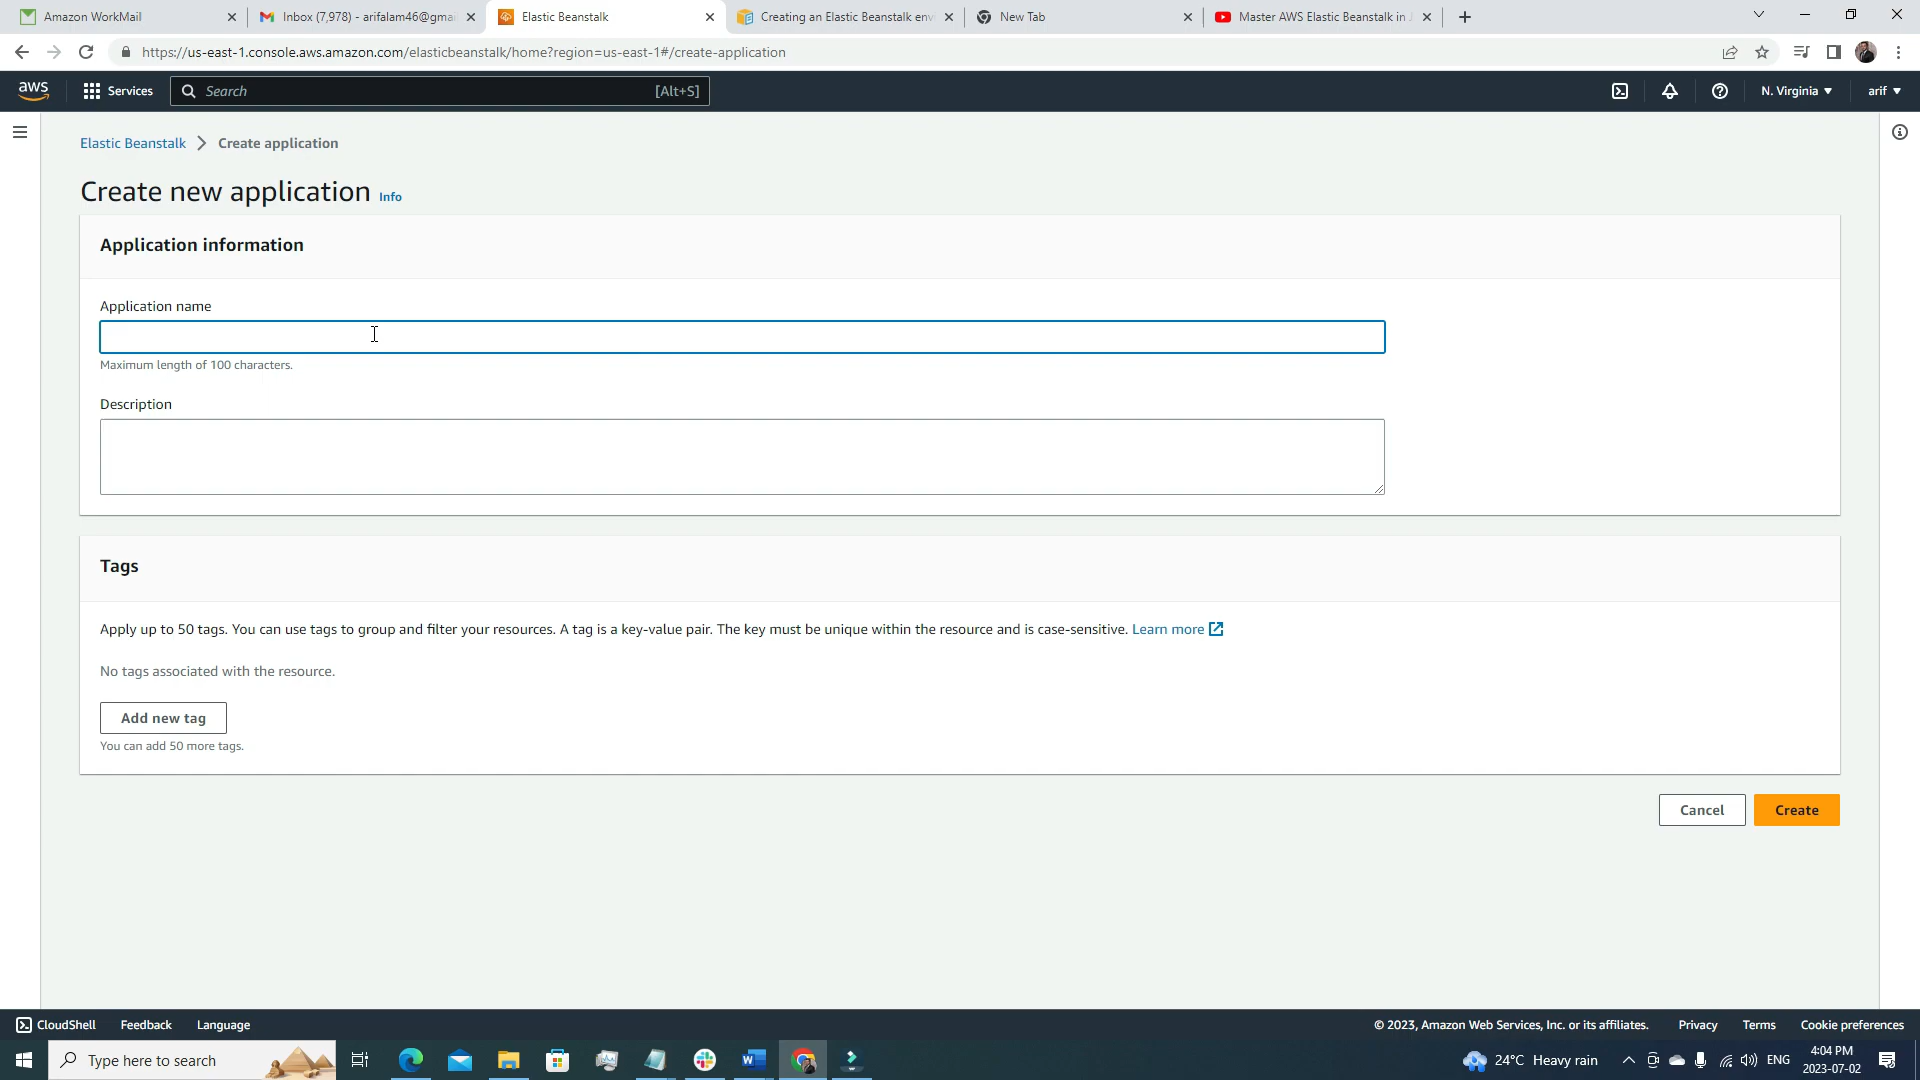 Amazon WorkMail
Inbox (7,978) - arifalam46@gmai
Elastic Beanstalk
Creating an Elastic Beanstalk env
New Tab
Master AWS Elastic Beanstalk in
https://us-east-1.console.aws.amazon.com/elasticbeanstalk/home?region=us-east-1#/create-application
aws
Services
Search
[Alt+S]
N. Virginia
arif
Elastic Beanstalk
Create application
Create new application Info
Application information
Application name
Maximum length of 100 characters.
Description
Tags
Apply up to 50 tags. You can use tags to group and filter your resources. A tag is a key-value pair. The key must be unique within the resource and is case-sensitive. Learn more
No tags associated with the resource.
Add new tag
You can add 50 more tags.
Cancel
Create
CloudShell
Feedback
Language
© 2023, Amazon Web Services, Inc. or its affiliates.
Privacy
Terms
Cookie preferences
Type here to search
24°C Heavy rain
ENG
4:04 PM
2023-07-02